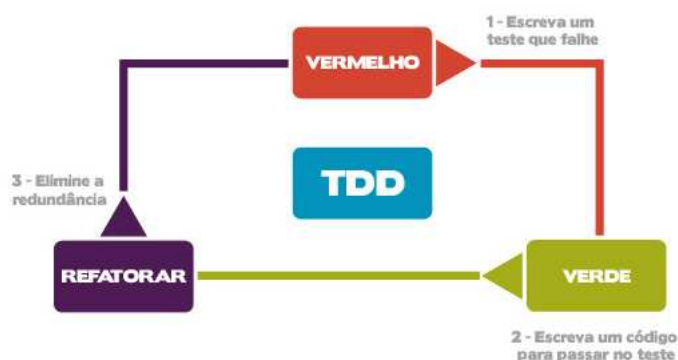 1 - Escreva um
teste que falhe
VERMELHO
TDD
3 - Elimine a
redundância
REFATORAR
VERDE
2 - Escreva um código
para passar no teste